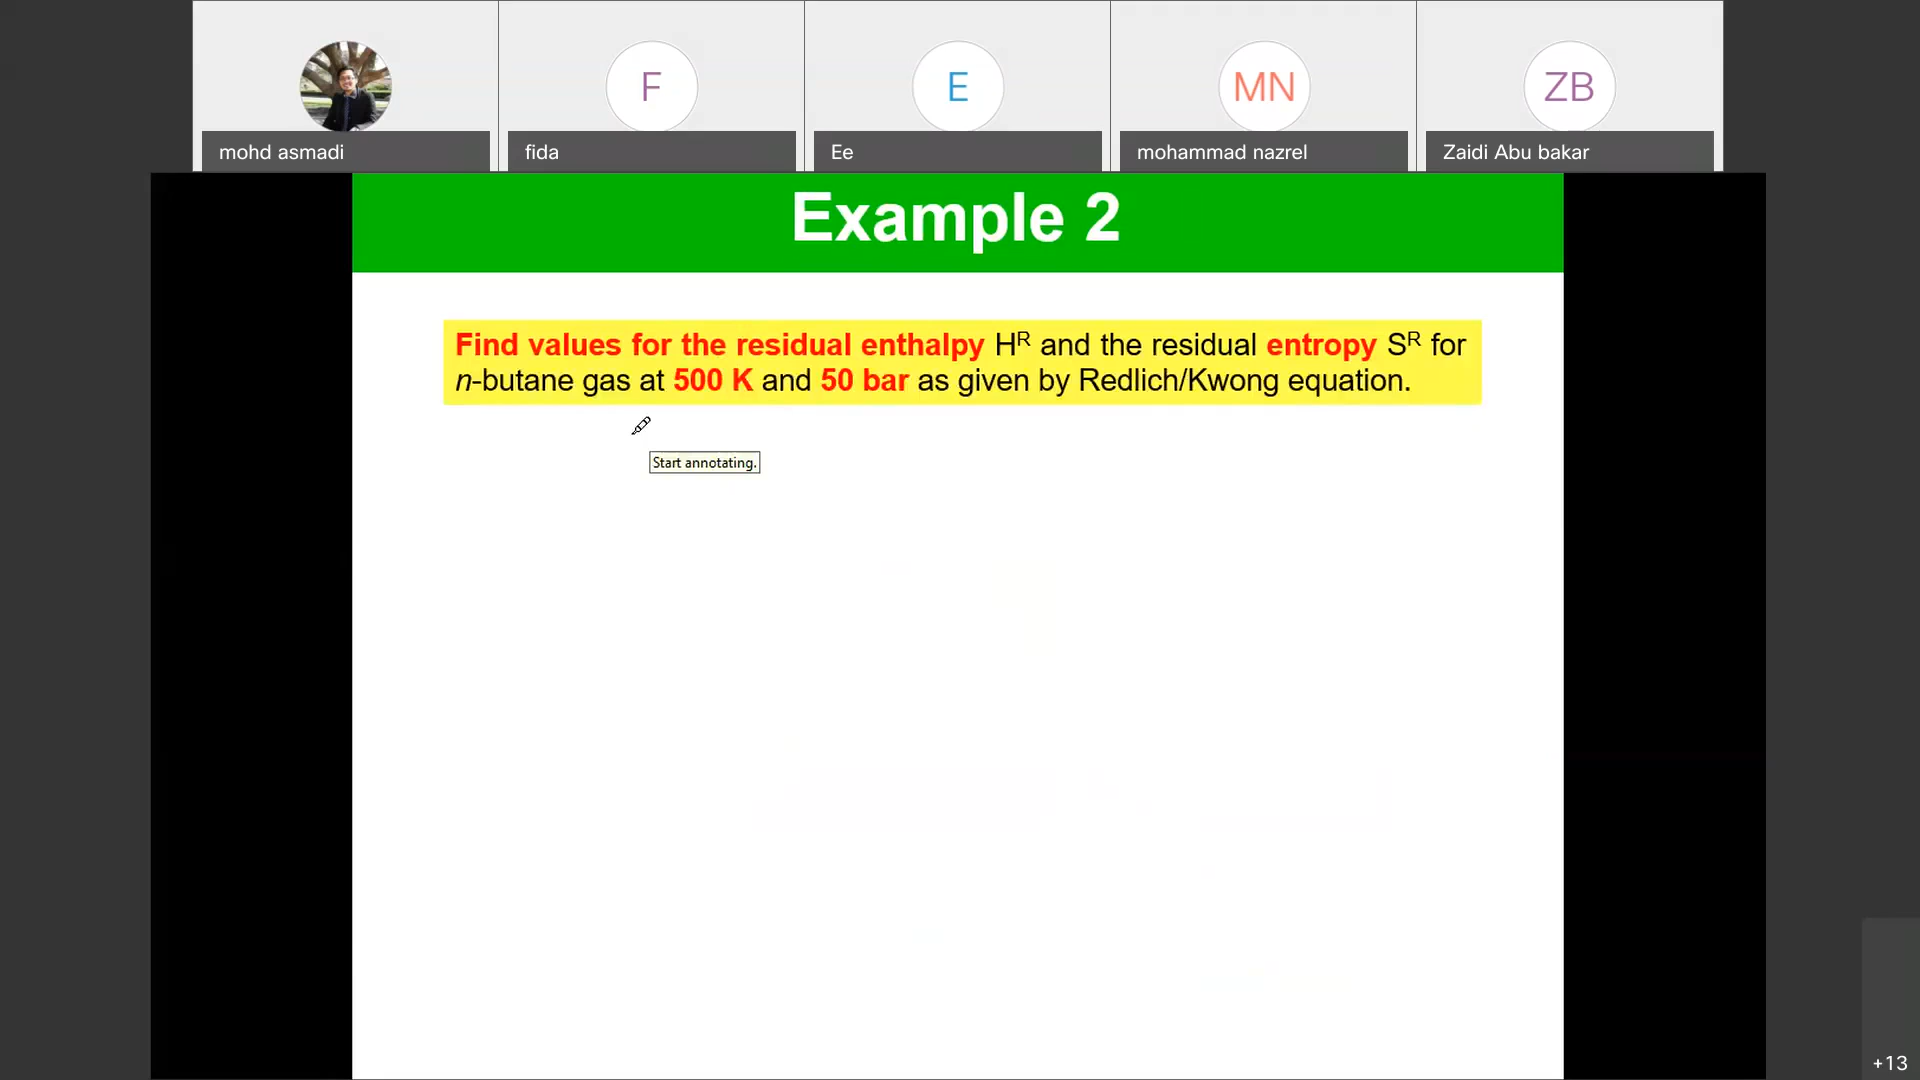 F
E
MN
ZB
mohd asmadi
fida
Ee
mohammad nazrel
Zaidi Abu bakar
Example 2
Find values for the residual enthalpy Hᴿ and the residual entropy Sᴿ for
n-butane gas at 500 K and 50 bar as given by Redlich/Kwong equation.
Start annotating.
+13